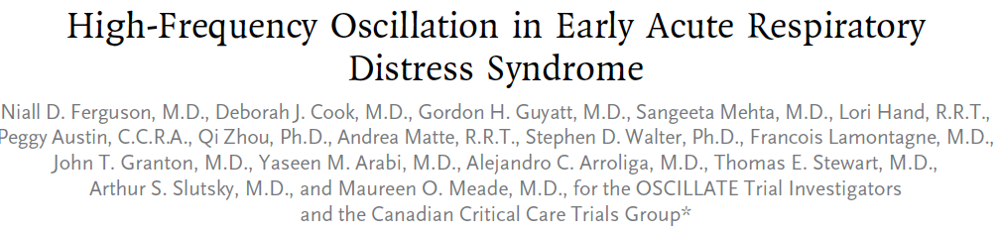 High-Frequency Oscillation in Early Acute Respiratory
Distress Syndrome
Niall D. Ferguson, M.D., Deborah J. Cook, M.D., Gordon H. Guyatt, M.D., Sangeeta Mehta, M.D., Lori Hand, R.R.T.,
Peggy Austin, C.C.R.A., Qi Zhou, Ph.D., Andrea Matte, R.R.T., Stephen D. Walter, Ph.D., Francois Lamontagne, M.D.,
John T. Granton, M.D., Yaseen M. Arabi, M.D., Alejandro C. Arroliga, M.D., Thomas E. Stewart, M.D.,
Arthur S. Slutsky, M.D., and Maureen O. Meade, M.D., for the OSCILLATE Trial Investigators
and the Canadian Critical Care Trials Group*